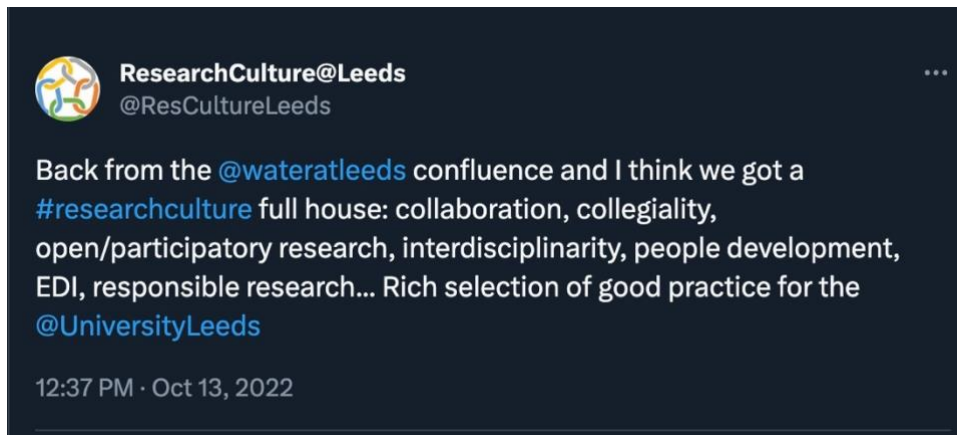 ResearchCulture@Leeds
@ResCultureLeeds
Back from the @wateratleeds confluence and I think we got a
#researchculture full house: collaboration, collegiality,
open/participatory research, interdisciplinarity, people development,
EDI, responsible research... Rich selection of good practice for the
@UniversityLeeds
12:37 PM · Oct 13, 2022